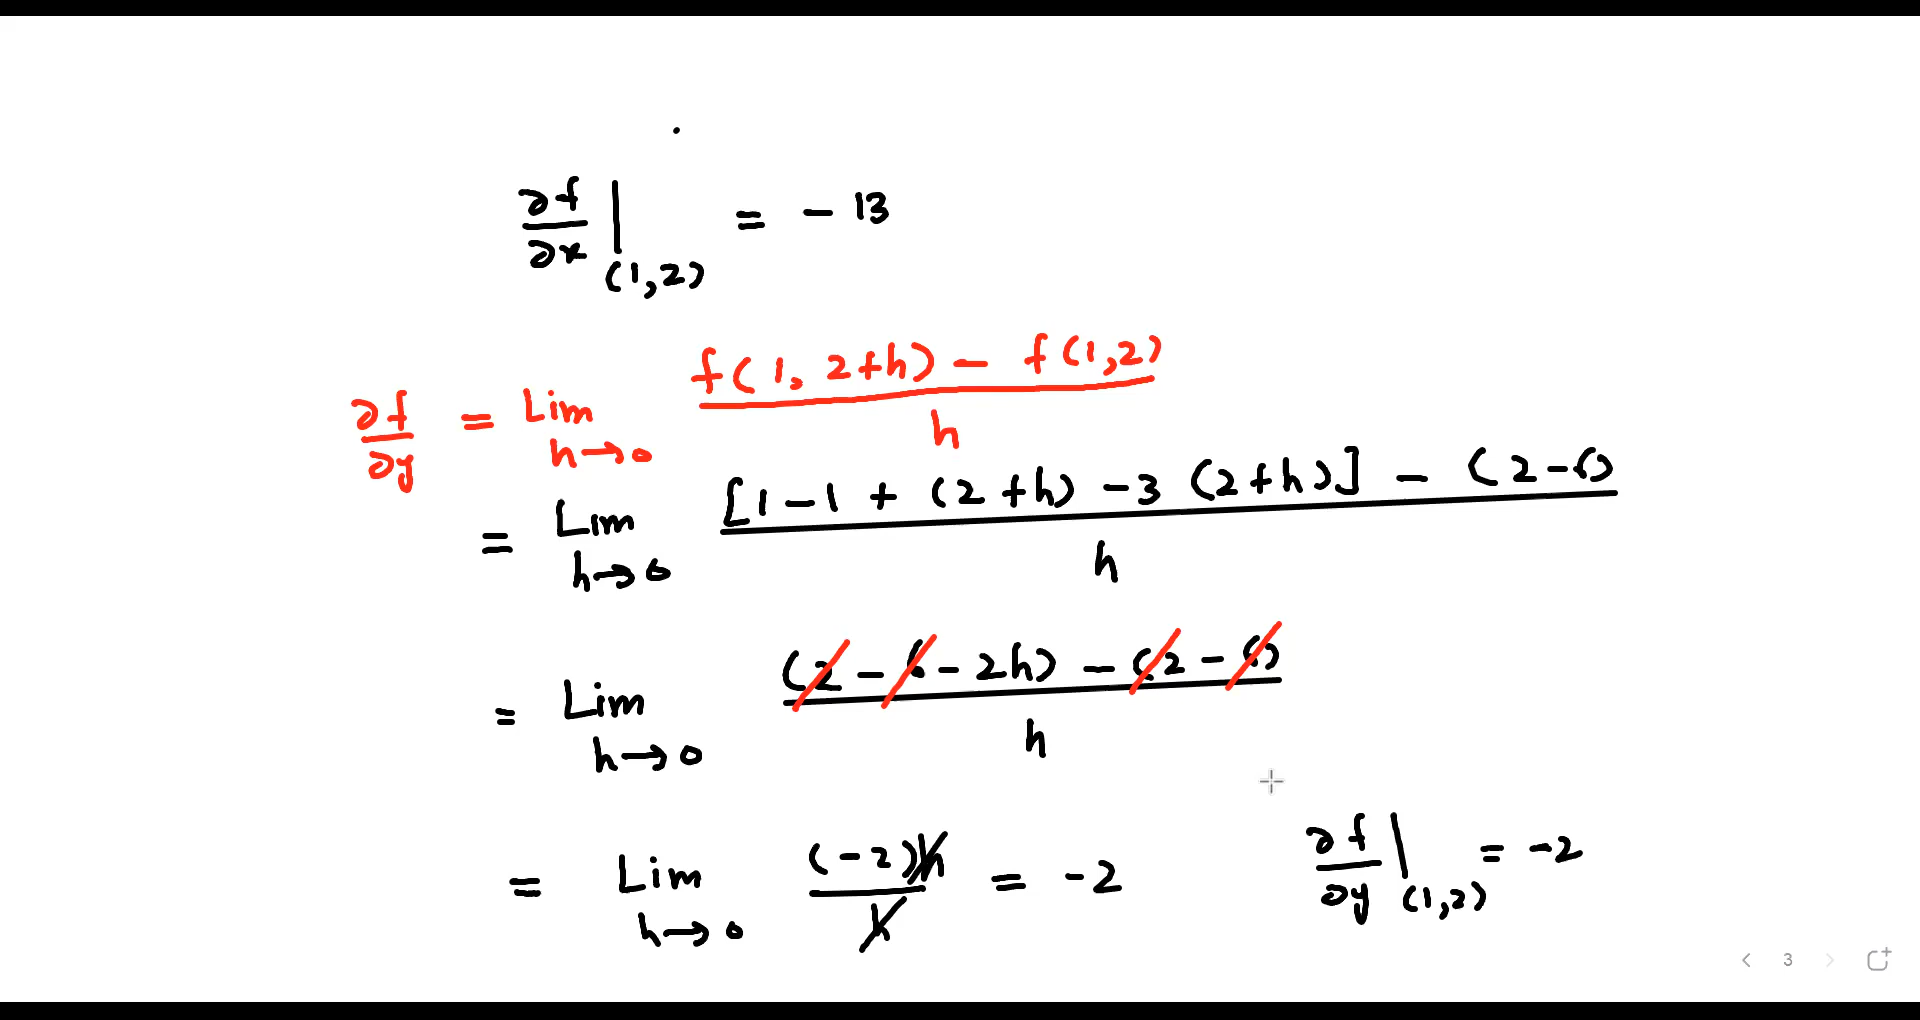 ∂f/∂x |(1,2) = - 13
∂f/∂y = Lim h→0 f(1, 2+h) - f(1,2) / h
= Lim h→0 [1 - 1 + (2+h) - 3 (2+h)] - (2-6) / h
= Lim h→0 (2 - 6 - 2h) - (2 - 6) / h
= Lim h→0 (-2)h / h = -2
∂f/∂y |(1,2) = -2
3